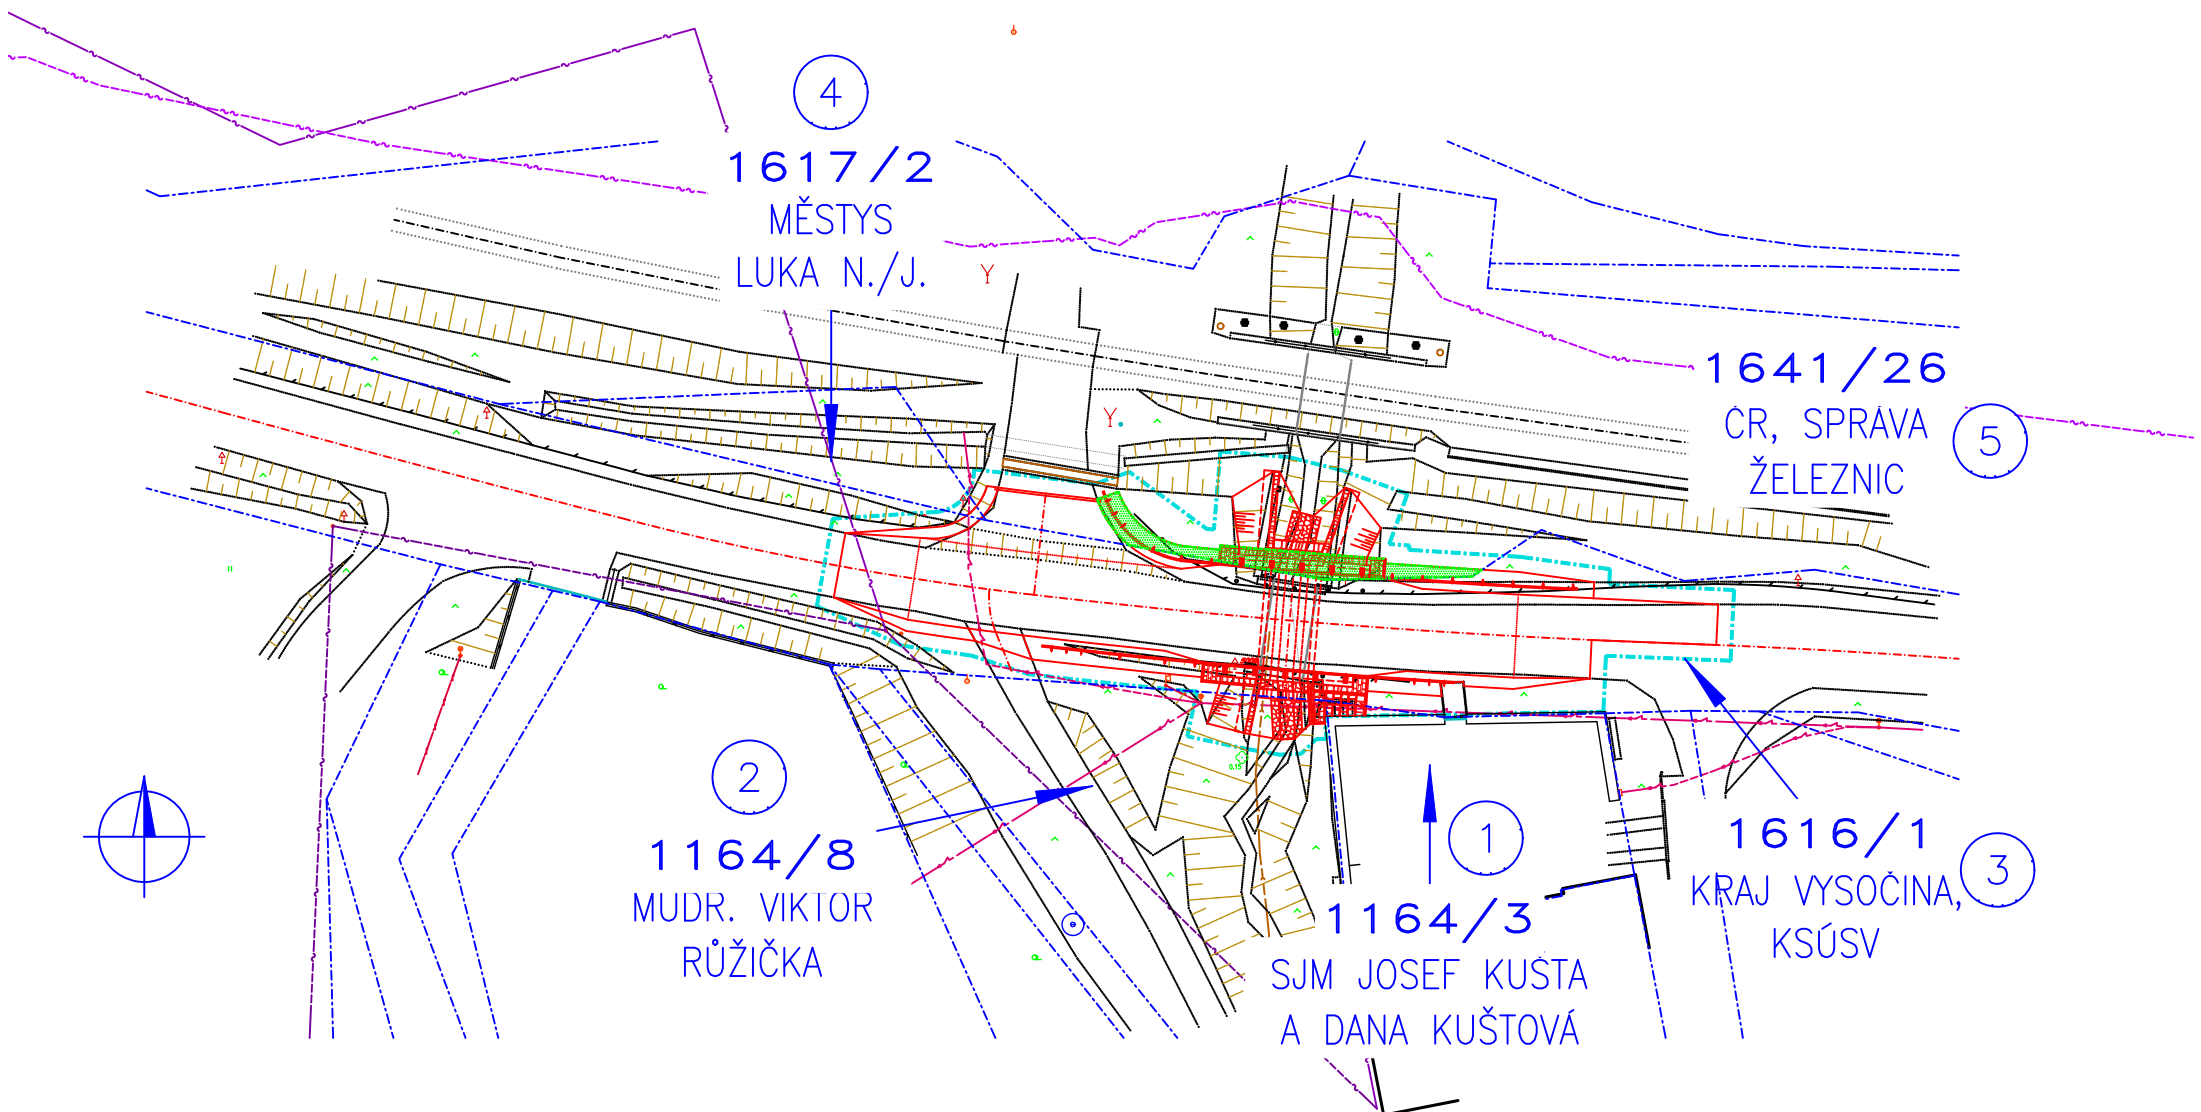 4
1617/2
MĚSTYS
LUKA N./J.
1641/26
ČR, SPRÁVA
ŽELEZNIC
5
2
1164/8
MUDR. VIKTOR
RŮŽIČKA
1
1164/3
SJM JOSEF KUŠTA
A DANA KUŠTOVÁ
1616/1
KRAJ VYSOČINA,
KSÚSV
3